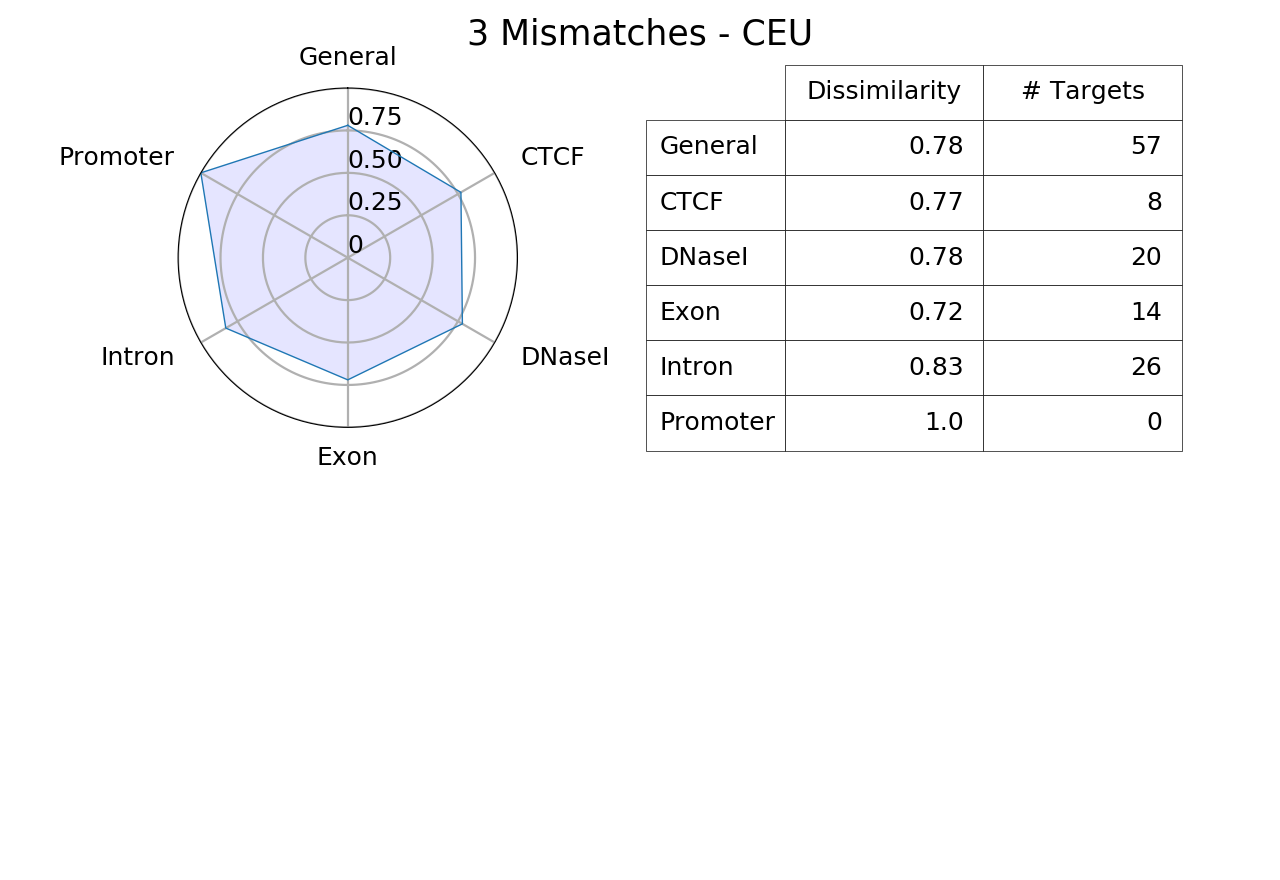 3 Mismatches - CEU
General
Promoter
CTCF
0.75
0.50
0.25
0
Intron
DNaseI
Exon
Dissimilarity # Targets
General 0.78 57
CTCF 0.77 8
DNaseI 0.78 20
Exon 0.72 14
Intron 0.83 26
Promoter 1.0 0